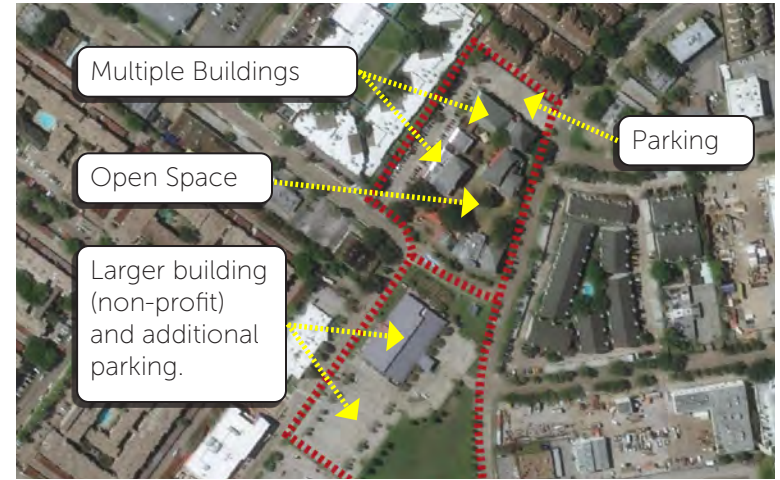 Multiple Buildings
Parking
Open Space
Larger building
(non-profit)
and additional
parking.